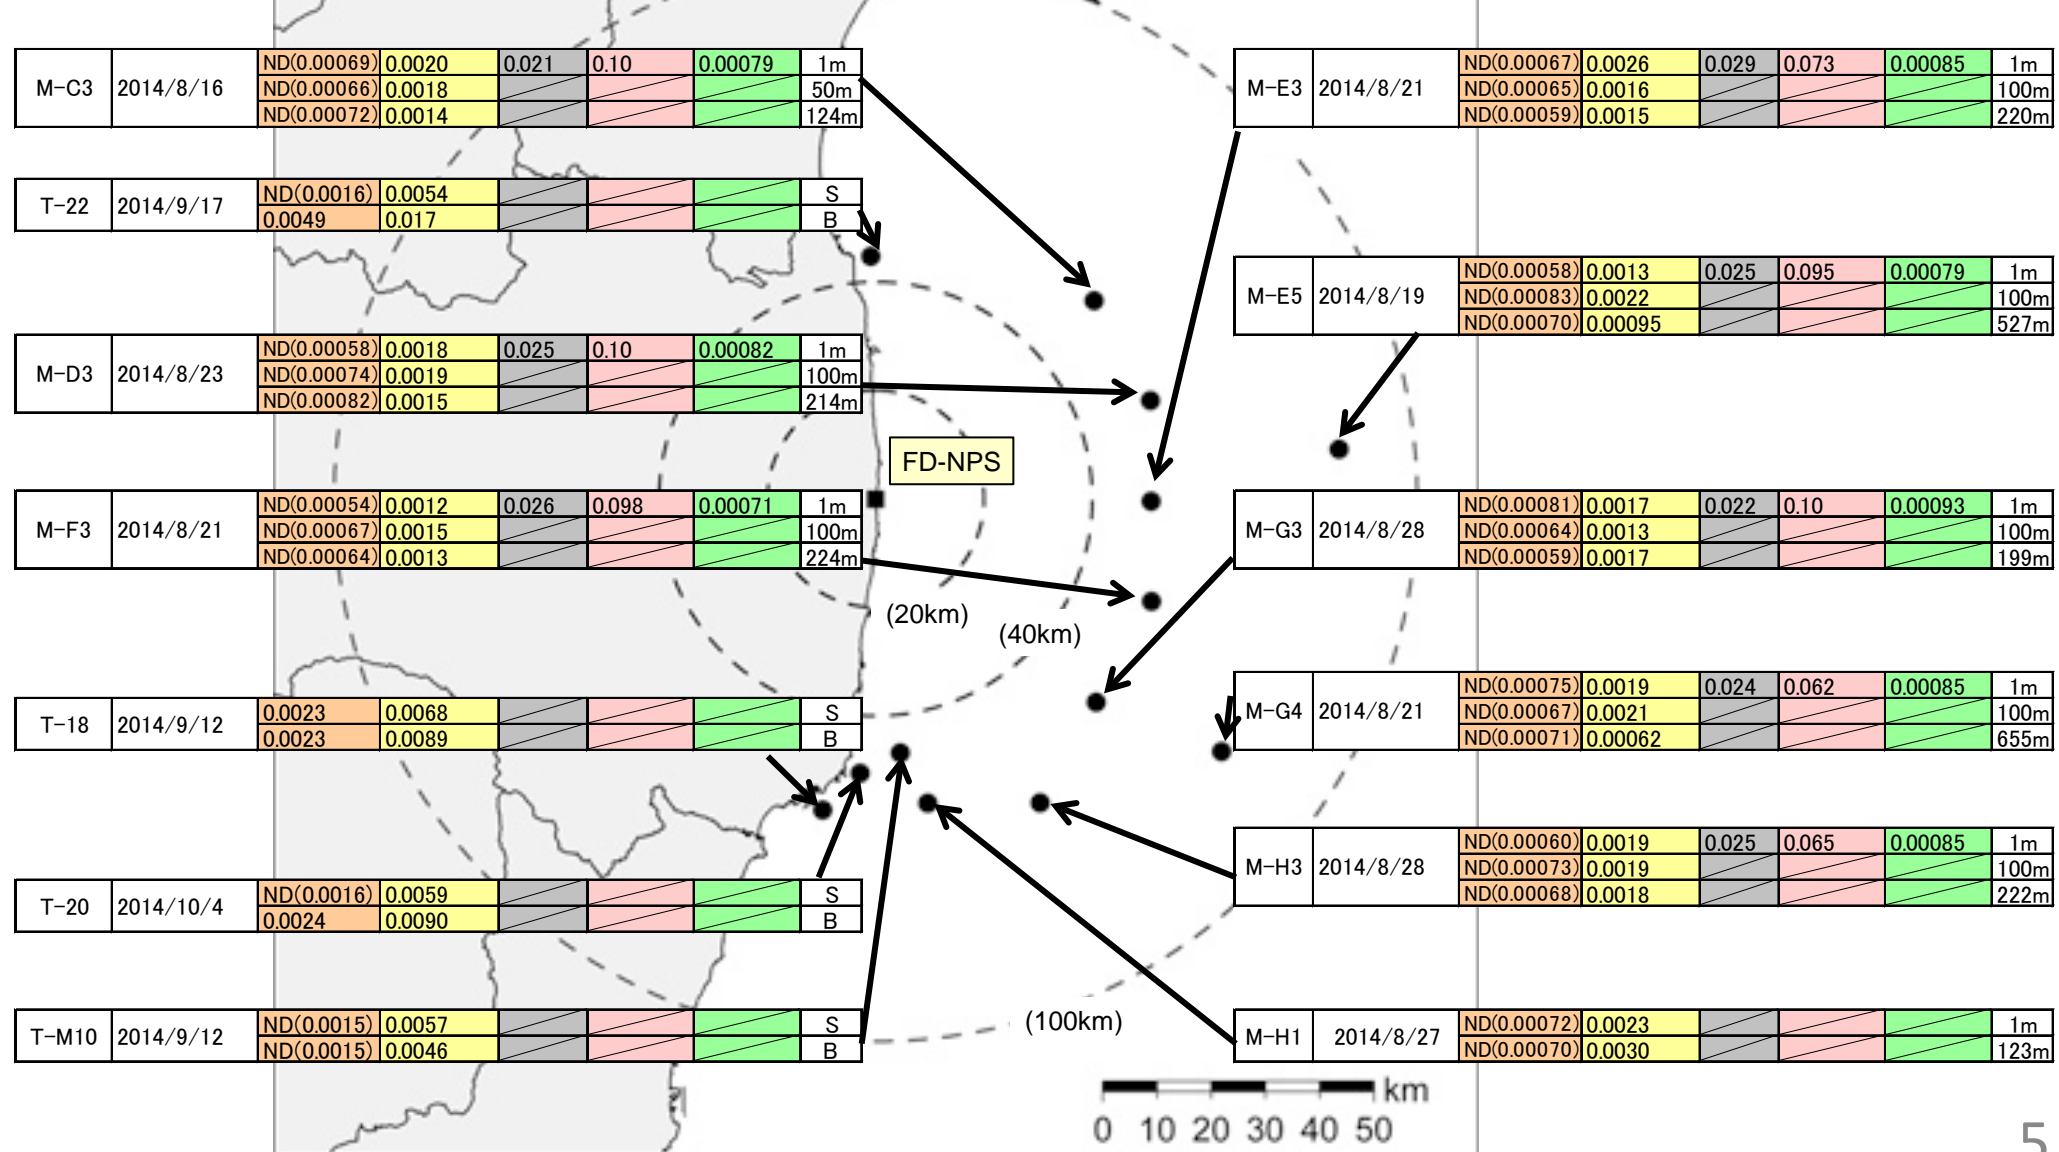 M-C3 2014/8/16 ND(0.00069) 0.0020 0.021 0.10 0.00079 1m
ND(0.00066) 0.0018 50m
ND(0.00072) 0.0014 124m
T-22 2014/9/17 ND(0.0016) 0.0054 S
0.0049 0.017 B
M-D3 2014/8/23 ND(0.00058) 0.0018 0.025 0.10 0.00082 1m
ND(0.00074) 0.0019 100m
ND(0.00082) 0.0015 214m
M-F3 2014/8/21 ND(0.00054) 0.0012 0.026 0.098 0.00071 1m
ND(0.00067) 0.0015 100m
ND(0.00064) 0.0013 224m
T-18 2014/9/12 0.0023 0.0068 S
0.0023 0.0089 B
T-20 2014/10/4 ND(0.0016) 0.0059 S
0.0024 0.0090 B
T-M10 2014/9/12 ND(0.0015) 0.0057 S
ND(0.0015) 0.0046 B
FD-NPS
(20km)
(40km)
(100km)
M-E3 2014/8/21 ND(0.00067) 0.0026 0.029 0.073 0.00085 1m
ND(0.00065) 0.0016 100m
ND(0.00059) 0.0015 220m
M-E5 2014/8/19 ND(0.00058) 0.0013 0.025 0.095 0.00079 1m
ND(0.00083) 0.0022 100m
ND(0.00070) 0.00095 527m
M-G3 2014/8/28 ND(0.00081) 0.0017 0.022 0.10 0.00093 1m
ND(0.00064) 0.0013 100m
ND(0.00059) 0.0017 199m
M-G4 2014/8/21 ND(0.00075) 0.0019 0.024 0.062 0.00085 1m
ND(0.00067) 0.0021 100m
ND(0.00071) 0.00062 655m
M-H3 2014/8/28 ND(0.00060) 0.0019 0.025 0.065 0.00085 1m
ND(0.00073) 0.0019 100m
ND(0.00068) 0.0018 222m
M-H1 2014/8/27 ND(0.00072) 0.0023 1m
ND(0.00070) 0.0030 123m
km
0 10 20 30 40 50
5